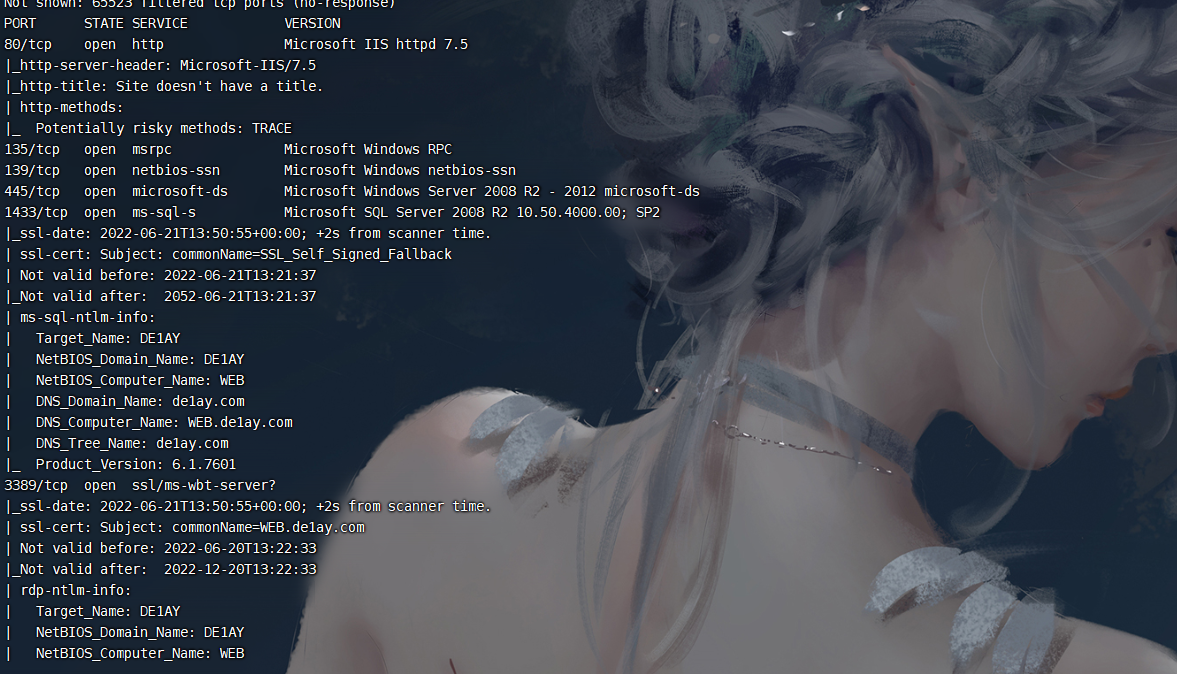 Not shown: 65523 filtered tcp ports (no-response)
PORT     STATE SERVICE            VERSION
80/tcp   open  http               Microsoft IIS httpd 7.5
|_http-server-header: Microsoft-IIS/7.5
|_http-title: Site doesn't have a title.
| http-methods:
|_  Potentially risky methods: TRACE
135/tcp  open  msrpc              Microsoft Windows RPC
139/tcp  open  netbios-ssn        Microsoft Windows netbios-ssn
445/tcp  open  microsoft-ds       Microsoft Windows Server 2008 R2 - 2012 microsoft-ds
1433/tcp open  ms-sql-s           Microsoft SQL Server 2008 R2 10.50.4000.00; SP2
|_ssl-date: 2022-06-21T13:50:55+00:00; +2s from scanner time.
| ssl-cert: Subject: commonName=SSL_Self_Signed_Fallback
| Not valid before: 2022-06-21T13:21:37
|_Not valid after:  2052-06-21T13:21:37
| ms-sql-ntlm-info:
|   Target_Name: DE1AY
|   NetBIOS_Domain_Name: DE1AY
|   NetBIOS_Computer_Name: WEB
|   DNS_Domain_Name: de1ay.com
|   DNS_Computer_Name: WEB.de1ay.com
|   DNS_Tree_Name: de1ay.com
|_  Product_Version: 6.1.7601
3389/tcp open  ssl/ms-wbt-server?
|_ssl-date: 2022-06-21T13:50:55+00:00; +2s from scanner time.
| ssl-cert: Subject: commonName=WEB.de1ay.com
| Not valid before: 2022-06-20T13:22:33
|_Not valid after:  2022-12-20T13:22:33
| rdp-ntlm-info:
|   Target_Name: DE1AY
|   NetBIOS_Domain_Name: DE1AY
|   NetBIOS_Computer_Name: WEB